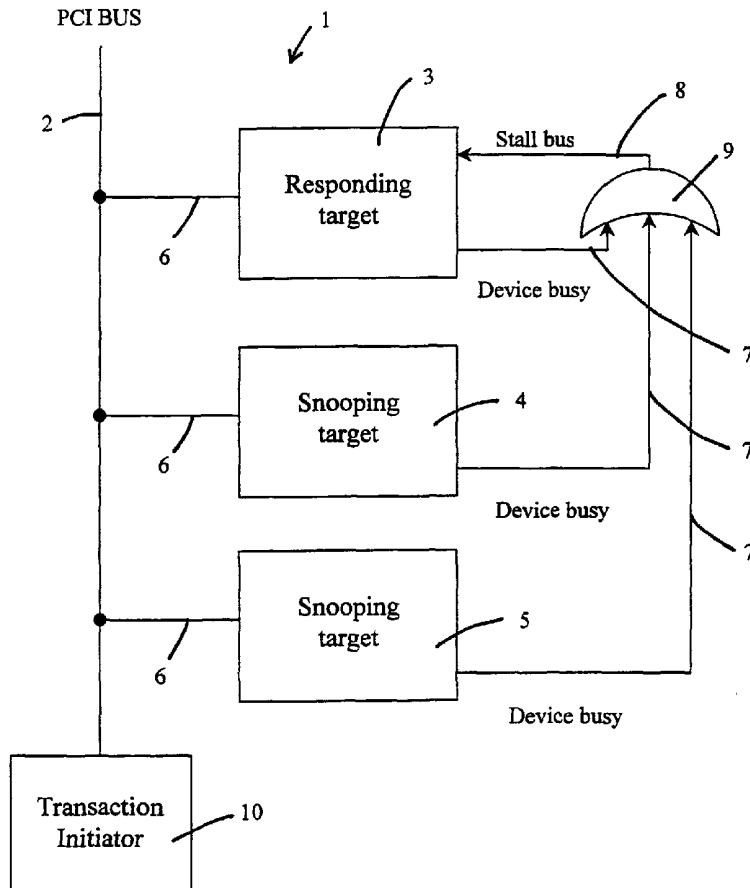 PCI BUS
1
2
3
8
Stall bus
9
Responding
target
6
Device busy
7
Snooping
target
4
6
7
Device busy
7
Snooping
target
5
6
Device busy
Transaction
Initiator
10